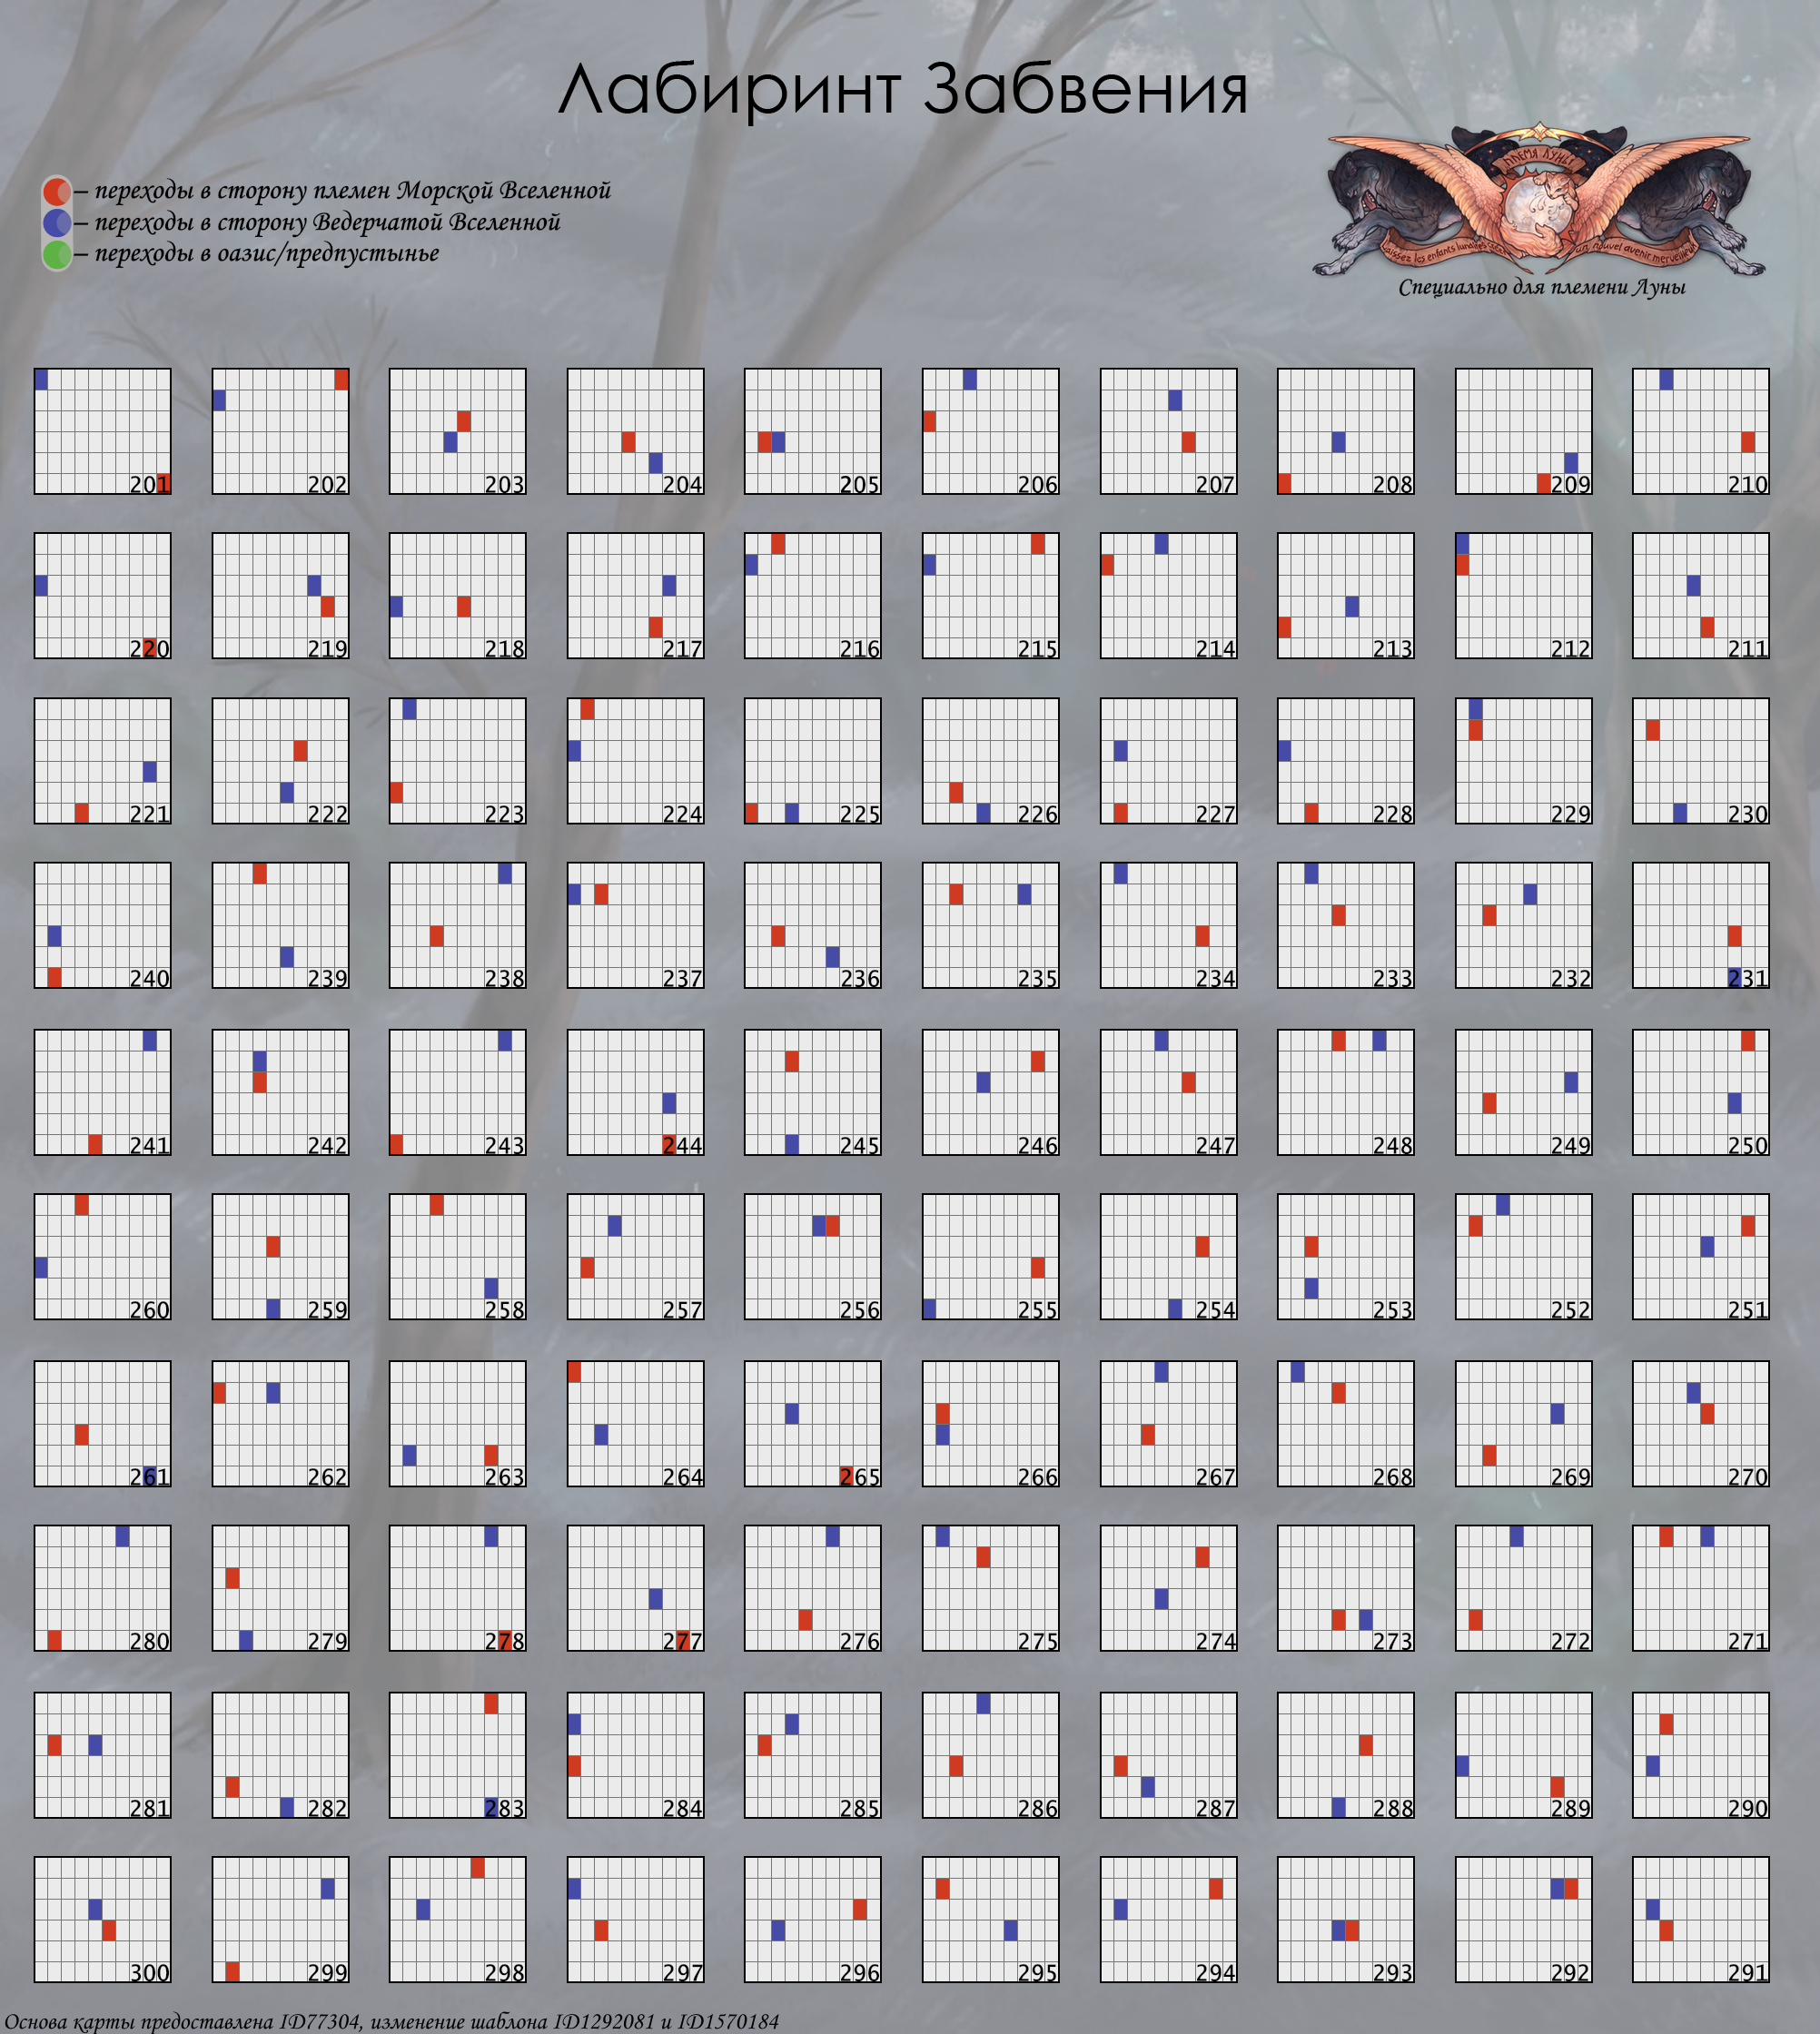 Лабиринт Забвения
ПЛЕМЯ ЛУНЫ
– переходы в сторону племен Морской Вселенной
– переходы в сторону Ведерчатой Вселенной
– переходы в оазис/предпустынье
un nouvel avenir merveilleux
Специально для племени Луны
201 202 203 204 205 206 207 208 209 210
220 219 218 217 216 215 214 213 212 211
221 222 223 224 225 226 227 228 229 230
240 239 238 237 236 235 234 233 232 231
241 242 243 244 245 246 247 248 249 250
260 259 258 257 256 255 254 253 252 251
261 262 263 264 265 266 267 268 269 270
280 279 278 277 276 275 274 273 272 271
281 282 283 284 285 286 287 288 289 290
300 299 298 297 296 295 294 293 292 291
Основа карты предоставлена ID77304, изменение шаблона ID1292081 и ID1570184